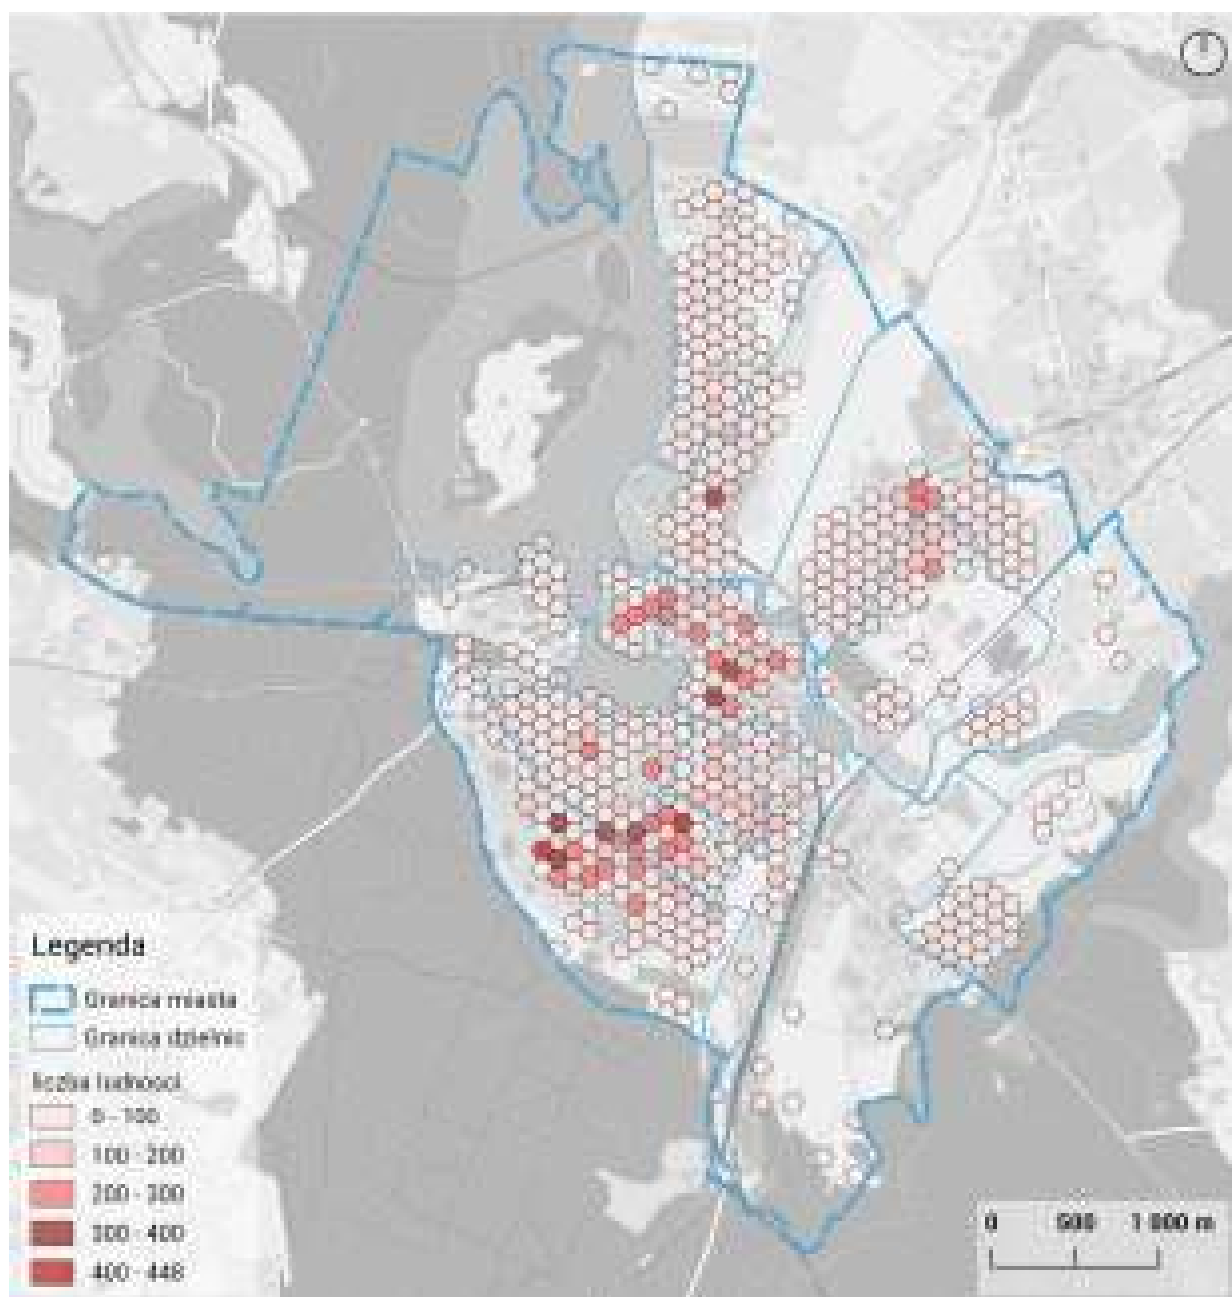 Legenda
Granica miasta
Granica dzielnic
liczba ludności
0 - 100
100 - 200
200 - 300
300 - 400
400 - 448
0 500 1 000 m